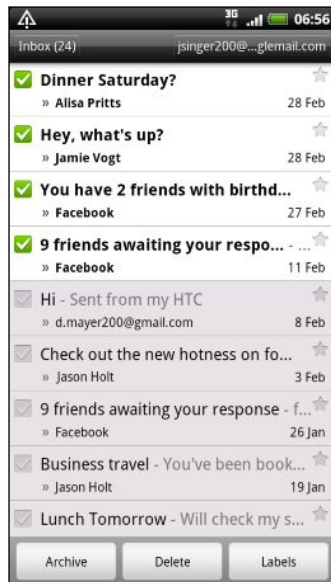 3G 06:56
Inbox (24) jsinger200@...glemail.com
Dinner Saturday?
» Alisa Pritts 28 Feb
Hey, what's up?
» Jamie Vogt 28 Feb
You have 2 friends with birthd...
» Facebook 27 Feb
9 friends awaiting your respo... - ...
» Facebook 11 Feb
Hi - Sent from my HTC
» d.mayer200@gmail.com 8 Feb
Check out the new hotness on fo...
» Jason Holt 3 Feb
9 friends awaiting your response - f...
» Facebook 26 Jan
Business travel - You've been book...
» Jason Holt 19 Jan
Lunch Tomorrow - Will check my s...
Archive Delete Labels